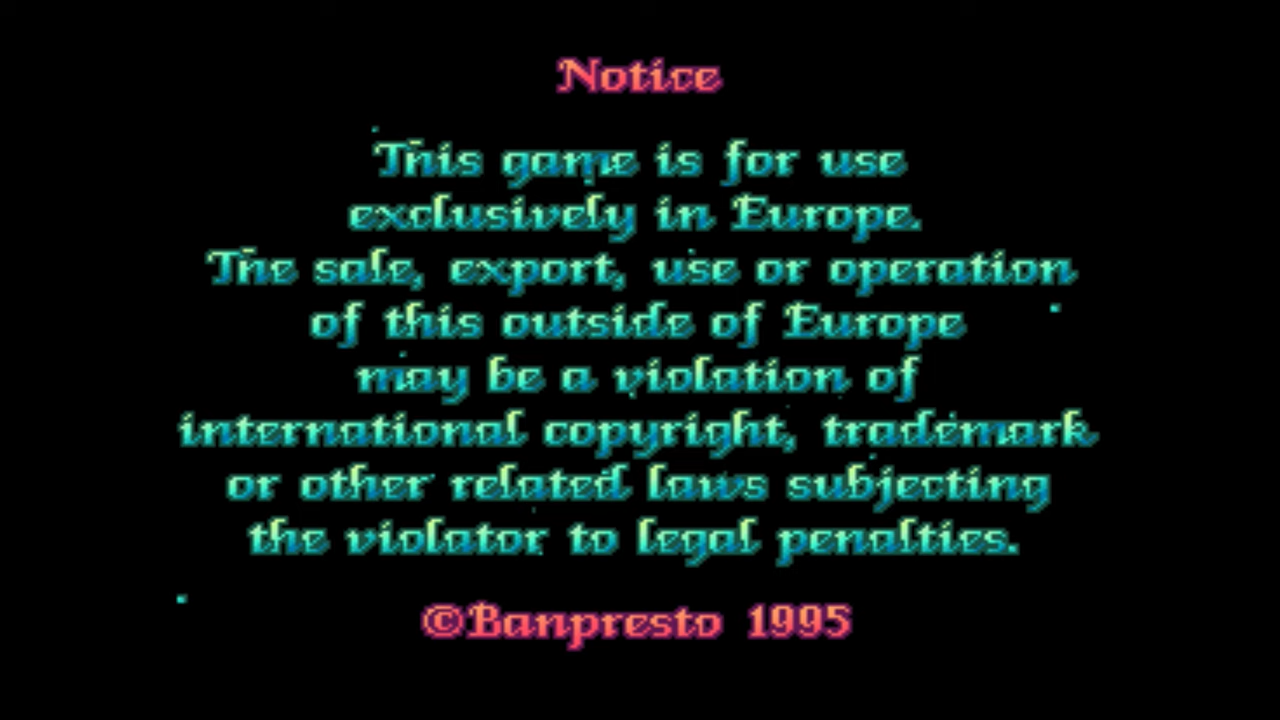 Notice
This game is for use
exclusively in Europe.
The sale, export, use or operation
of this outside of Europe
may be a violation of
international copyright, trademark
or other related laws subjecting
the violator to legal penalties.
©Banpresto 1995